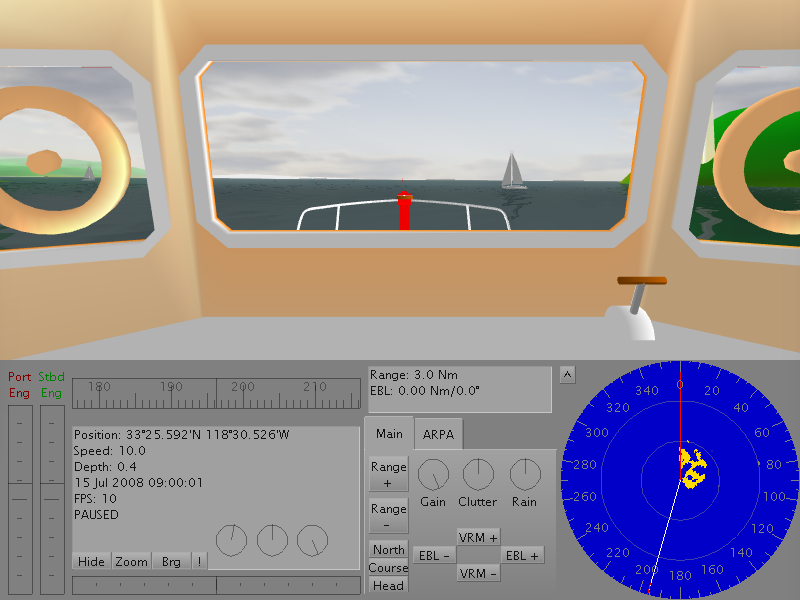 Port Stbd
Eng Eng
180 190 200 210
Position: 33°25.592'N 118°30.526'W
Speed: 10.0
Depth: 0.4
15 Jul 2008 09:00:01
FPS: 10
PAUSED
Hide Zoom Brg !
Range: 3.0 Nm
EBL: 0.00 Nm/0.0°
^
Main ARPA
Range
+
Gain Clutter Rain
Range
-
North
Course
Head
VRM +
EBL - EBL +
VRM -
0
340 20
320 40
300 60
280 80
260 100
240 120
220 140
200 180 160